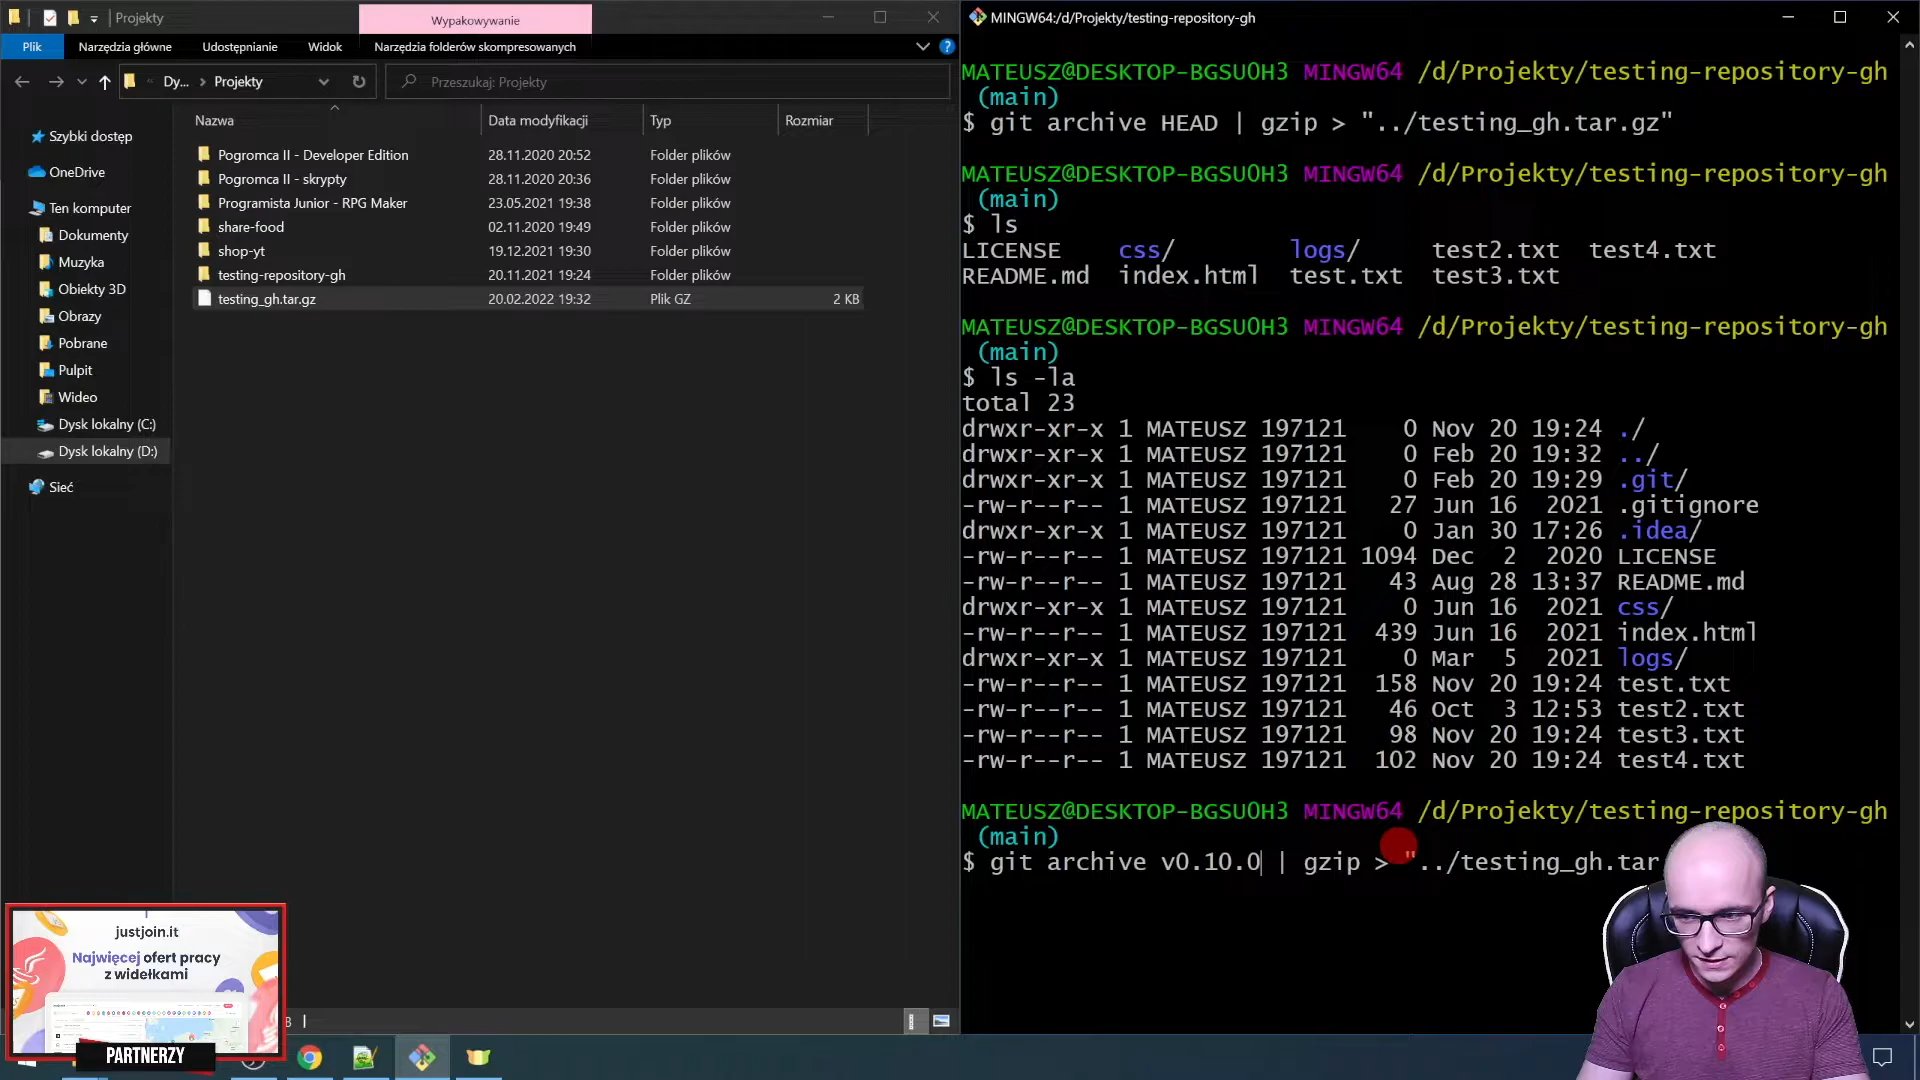 Projekty
Wypakowywanie
Plik
Narzędzia główne
Udostępnianie
Widok
Narzędzia folderów skompresowanych
Dy...
Projekty
Przeszukaj: Projekty
Szybki dostęp
OneDrive
Ten komputer
Dokumenty
Muzyka
Obiekty 3D
Obrazy
Pobrane
Pulpit
Wideo
Dysk lokalny (C:)
Dysk lokalny (D:)
Sieć
Nazwa Data modyfikacji Typ Rozmiar
Pogromca II - Developer Edition 28.11.2020 20:52 Folder plików
Pogromca II - skrypty 28.11.2020 20:36 Folder plików
Programista Junior - RPG Maker 23.05.2021 19:38 Folder plików
share-food 02.11.2020 19:49 Folder plików
shop-yt 19.12.2021 19:30 Folder plików
testing-repository-gh 20.11.2021 19:24 Folder plików
testing_gh.tar.gz 20.02.2022 19:32 Plik GZ 2 KB
justjoin.it
Najwięcej ofert pracy
z widełkami
PARTNERZY
MINGW64:/d/Projekty/testing-repository-gh
MATEUSZ@DESKTOP-BGSU0H3 MINGW64 /d/Projekty/testing-repository-gh
(main)
$ git archive HEAD | gzip > "../testing_gh.tar.gz"
MATEUSZ@DESKTOP-BGSU0H3 MINGW64 /d/Projekty/testing-repository-gh
(main)
$ ls
LICENSE css/ logs/ test2.txt test4.txt
README.md index.html test.txt test3.txt
MATEUSZ@DESKTOP-BGSU0H3 MINGW64 /d/Projekty/testing-repository-gh
(main)
$ ls -la
total 23
drwxr-xr-x 1 MATEUSZ 197121 0 Nov 20 19:24 ./
drwxr-xr-x 1 MATEUSZ 197121 0 Feb 20 19:32 ../
drwxr-xr-x 1 MATEUSZ 197121 0 Feb 20 19:29 .git/
-rw-r--r-- 1 MATEUSZ 197121 27 Jun 16 2021 .gitignore
drwxr-xr-x 1 MATEUSZ 197121 0 Jan 30 17:26 .idea/
-rw-r--r-- 1 MATEUSZ 197121 1094 Dec 2 2020 LICENSE
-rw-r--r-- 1 MATEUSZ 197121 43 Aug 28 13:37 README.md
drwxr-xr-x 1 MATEUSZ 197121 0 Jun 16 2021 css/
-rw-r--r-- 1 MATEUSZ 197121 439 Jun 16 2021 index.html
drwxr-xr-x 1 MATEUSZ 197121 0 Mar 5 2021 logs/
-rw-r--r-- 1 MATEUSZ 197121 158 Nov 20 19:24 test.txt
-rw-r--r-- 1 MATEUSZ 197121 46 Oct 3 12:53 test2.txt
-rw-r--r-- 1 MATEUSZ 197121 98 Nov 20 19:24 test3.txt
-rw-r--r-- 1 MATEUSZ 197121 102 Nov 20 19:24 test4.txt
MATEUSZ@DESKTOP-BGSU0H3 MINGW64 /d/Projekty/testing-repository-gh
(main)
$ git archive v0.10.0 | gzip > "../testing_gh.tar